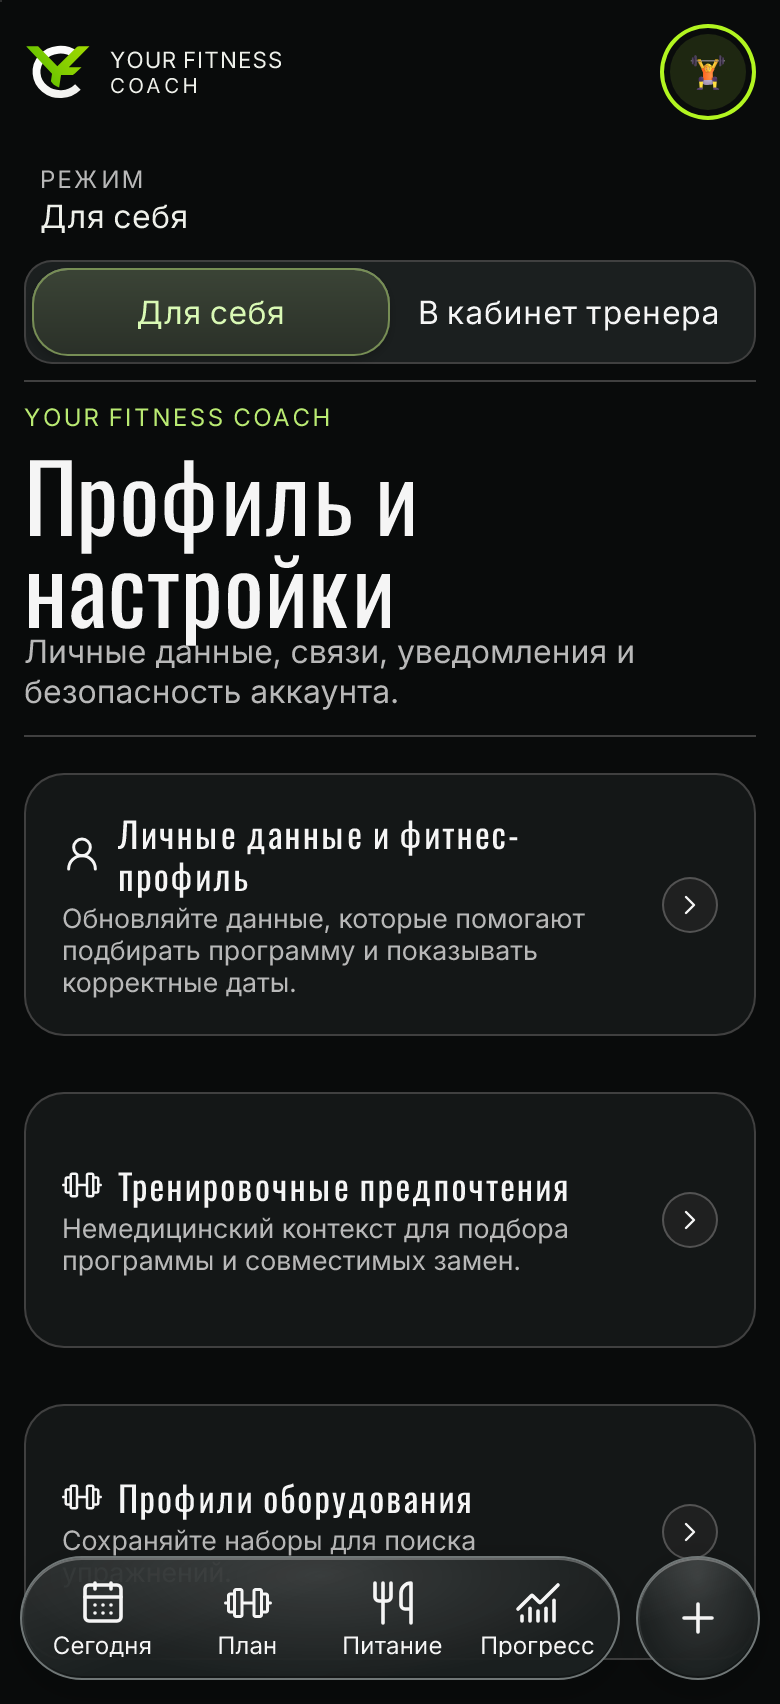 YOUR FITNESS
COACH
РЕЖИМ
Для себя
Для себя
В кабинет тренера
YOUR FITNESS COACH
Профиль и
настройки
Личные данные, связи, уведомления и
безопасность аккаунта.
Личные данные и фитнес-
профиль
Обновляйте данные, которые помогают
подбирать программу и показывать
корректные даты.
Тренировочные предпочтения
Немедицинский контекст для подбора
программы и совместимых замен.
Профили оборудования
Сохраняйте наборы для поиска
упражнений.
Сегодня
План
Питание
Прогресс